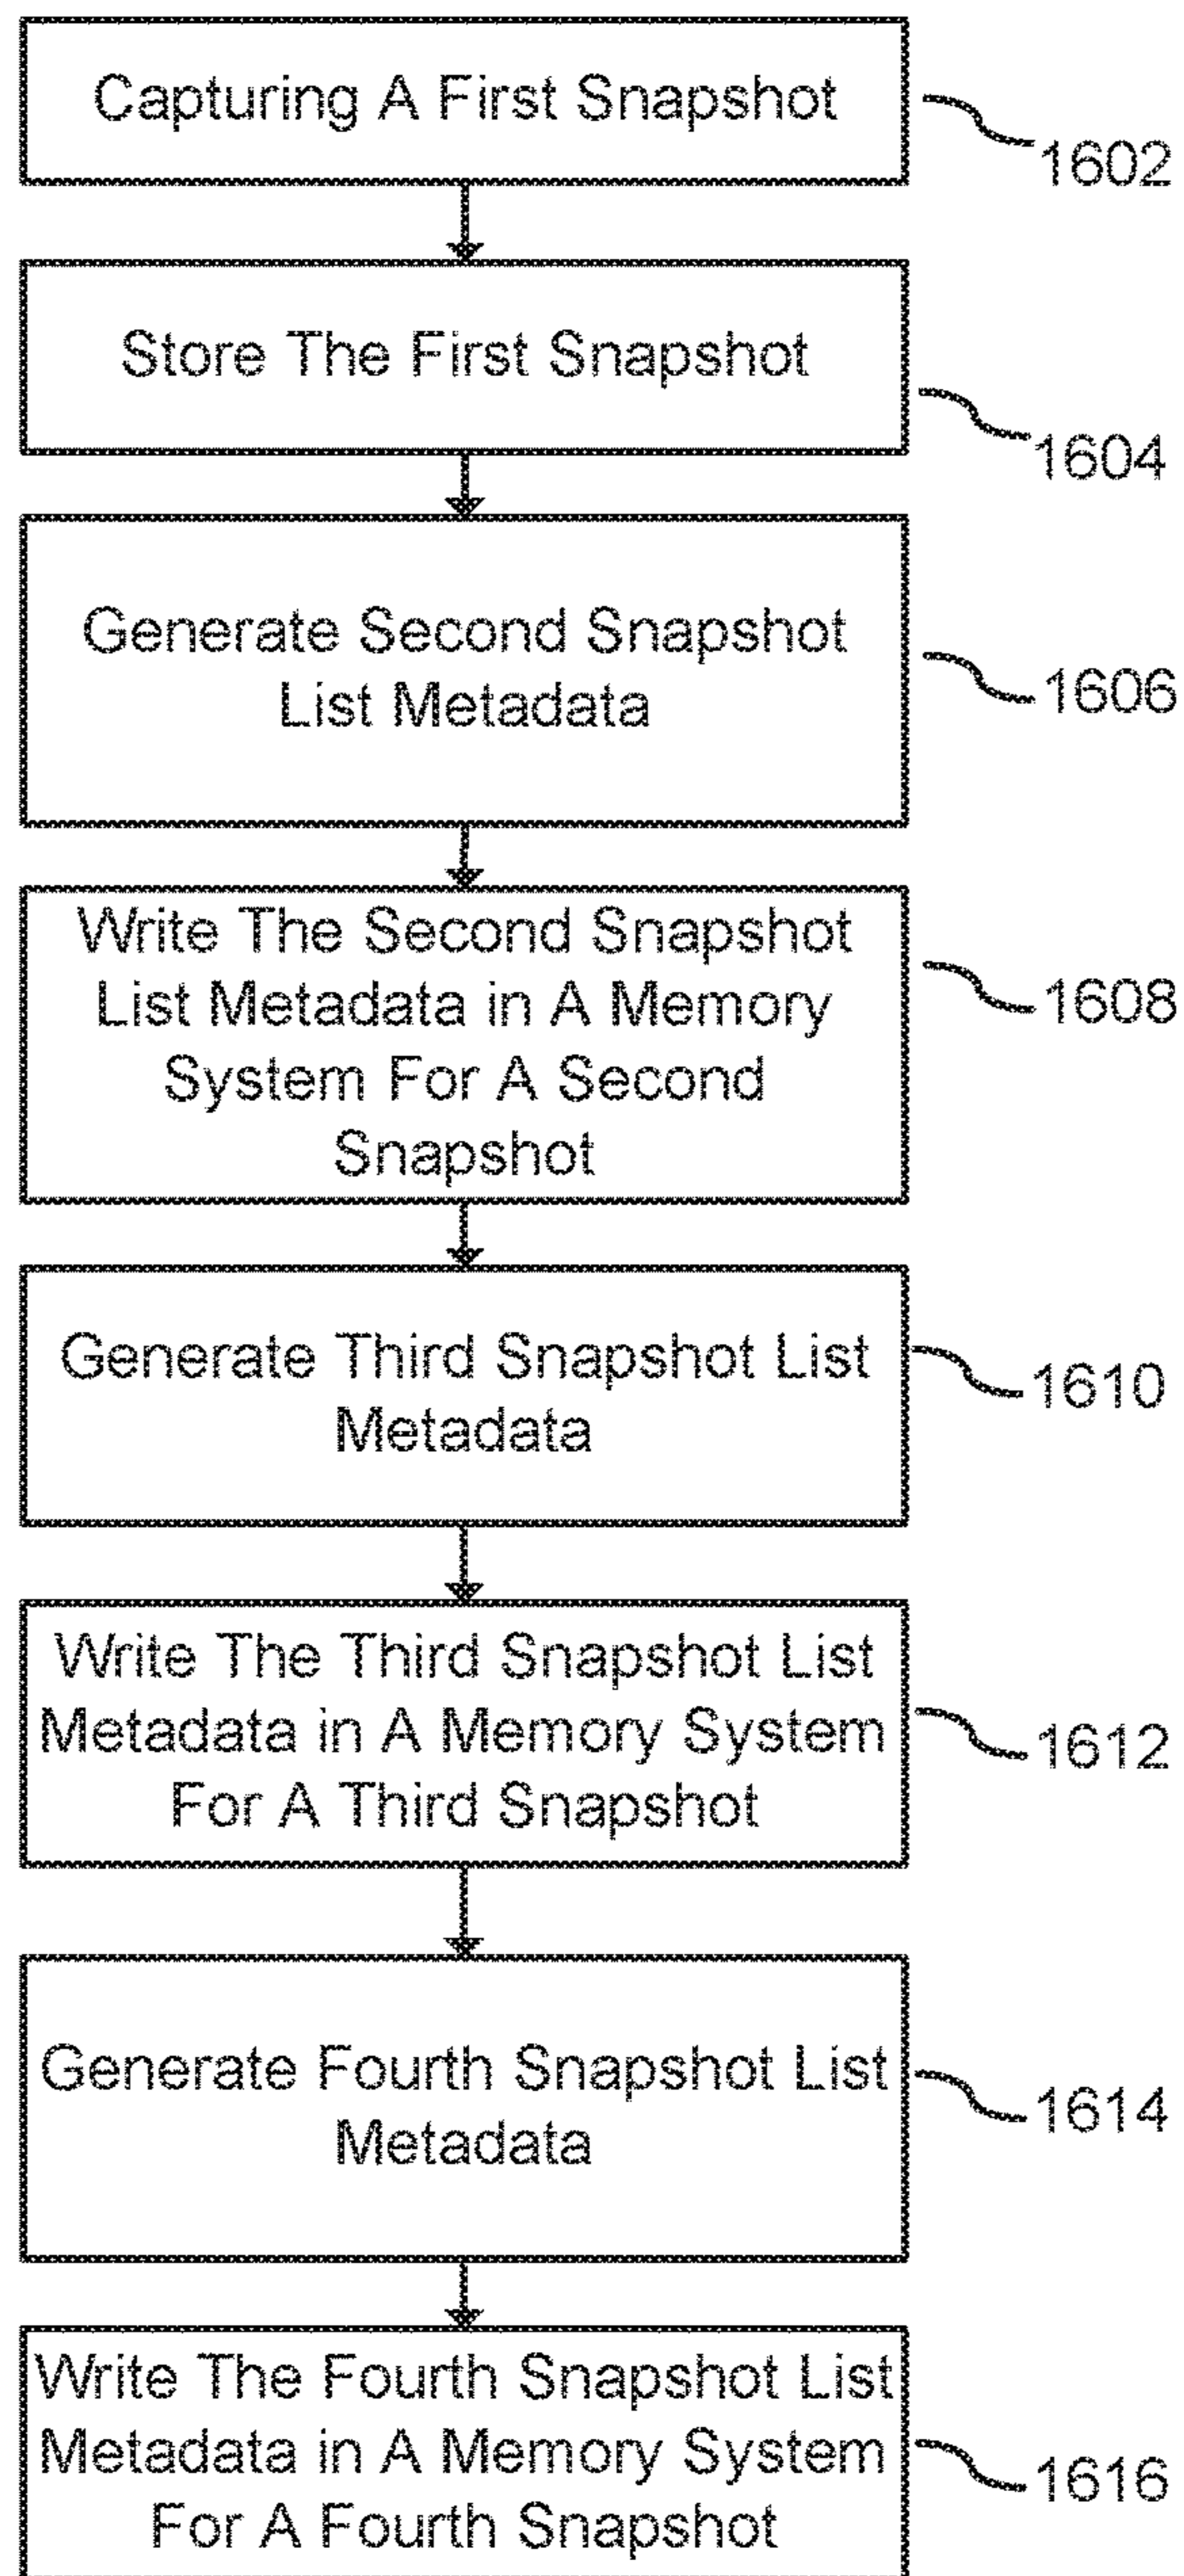 Capturing A First Snapshot
1602
Store The First Snapshot
1604
Generate Second Snapshot
List Metadata
1606
Write The Second Snapshot
List Metadata in A Memory
System For A Second
Snapshot
1608
Generate Third Snapshot List
Metadata
1610
Write The Third Snapshot List
Metadata in A Memory System
For A Third Snapshot
1612
Generate Fourth Snapshot List
Metadata
1614
Write The Fourth Snapshot List
Metadata in A Memory System
For A Fourth Snapshot
1616